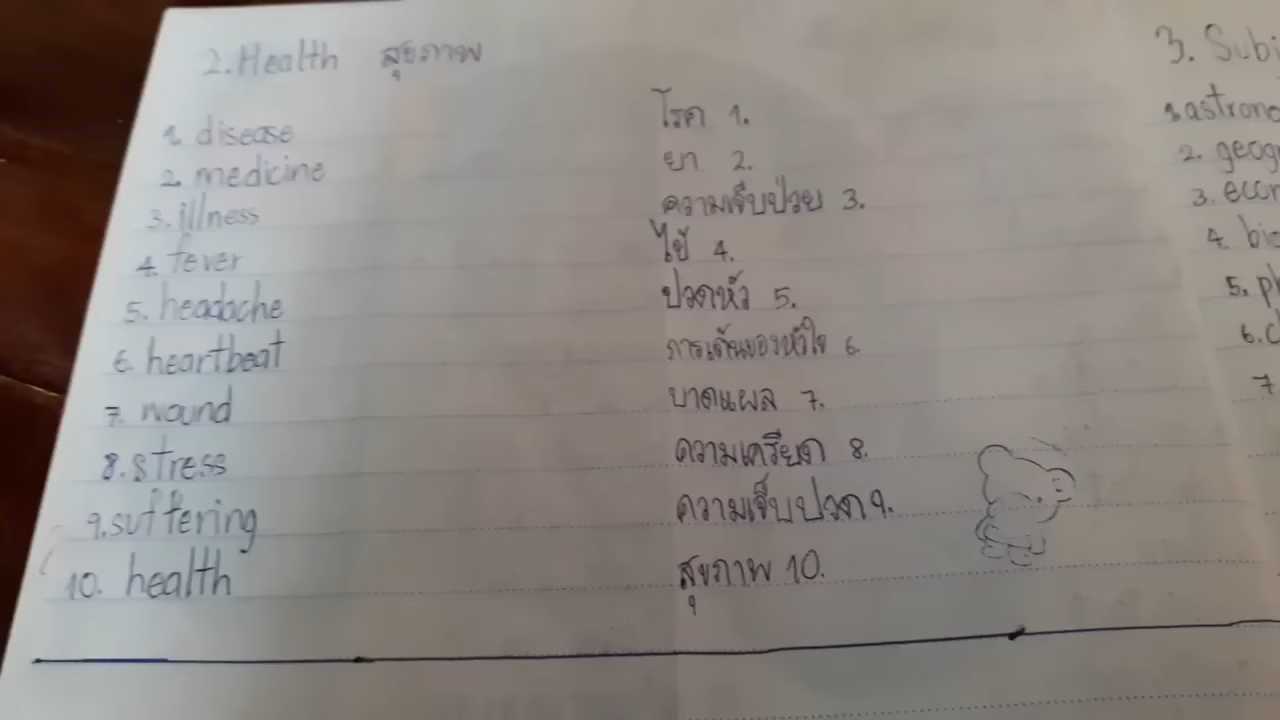 2. Health สุขภาพ
1. disease โรค 1.
2. medicine ยา 2.
3. illness ความเจ็บป่วย 3.
4. fever ไข้ 4.
5. headache ปวดหัว 5.
6. heartbeat การเต้นของหัวใจ 6.
7. wound บาดแผล 7.
8. stress ความเครียด 8.
9. suffering ความเจ็บปวด 9.
10. health สุขภาพ 10.
3. Subj
1. astrono
2. geog
3. econ
4. bio
5. ph
6. c
7